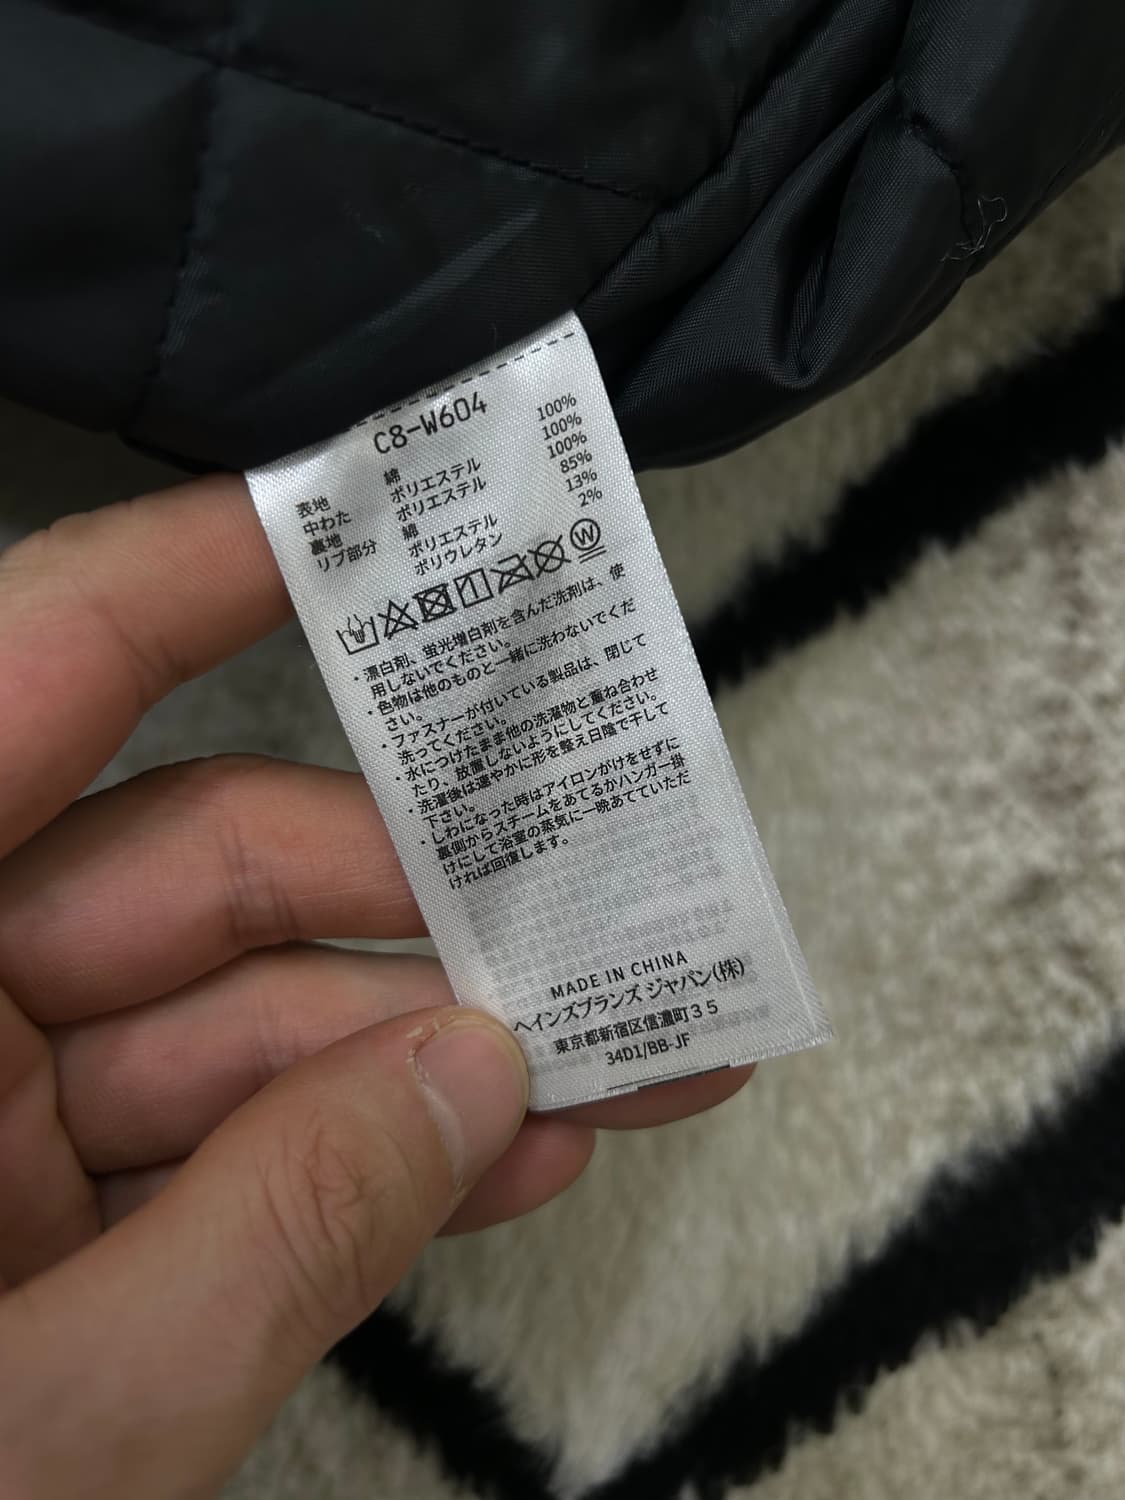 C8-W604
表地 綿 100%
中わた ポリエステル 100%
裏地 ポリエステル 100%
リブ部分 綿 85%
ポリエステル 13%
ポリウレタン 2%
W
・漂白剤、蛍光増白剤を含んだ洗剤は、使
用しないでください。
・色物は他のものと一緒に洗わないでくだ
さい。
・ファスナーが付いている製品は、閉じて
洗ってください。
・水につけたまま他の洗濯物と重ね合わせ
たり、放置しないようにしてください。
・洗濯後は速やかに形を整え日陰で干して
下さい。
しわになった時はアイロンがけをせずに
・裏側からスチームをあてるかハンガー掛
けにして浴室の蒸気に一晩あてていただ
ければ回復します。
MADE IN CHINA
ヘインズブランズ ジャパン(株)
東京都新宿区信濃町35
34D1/BB-JF